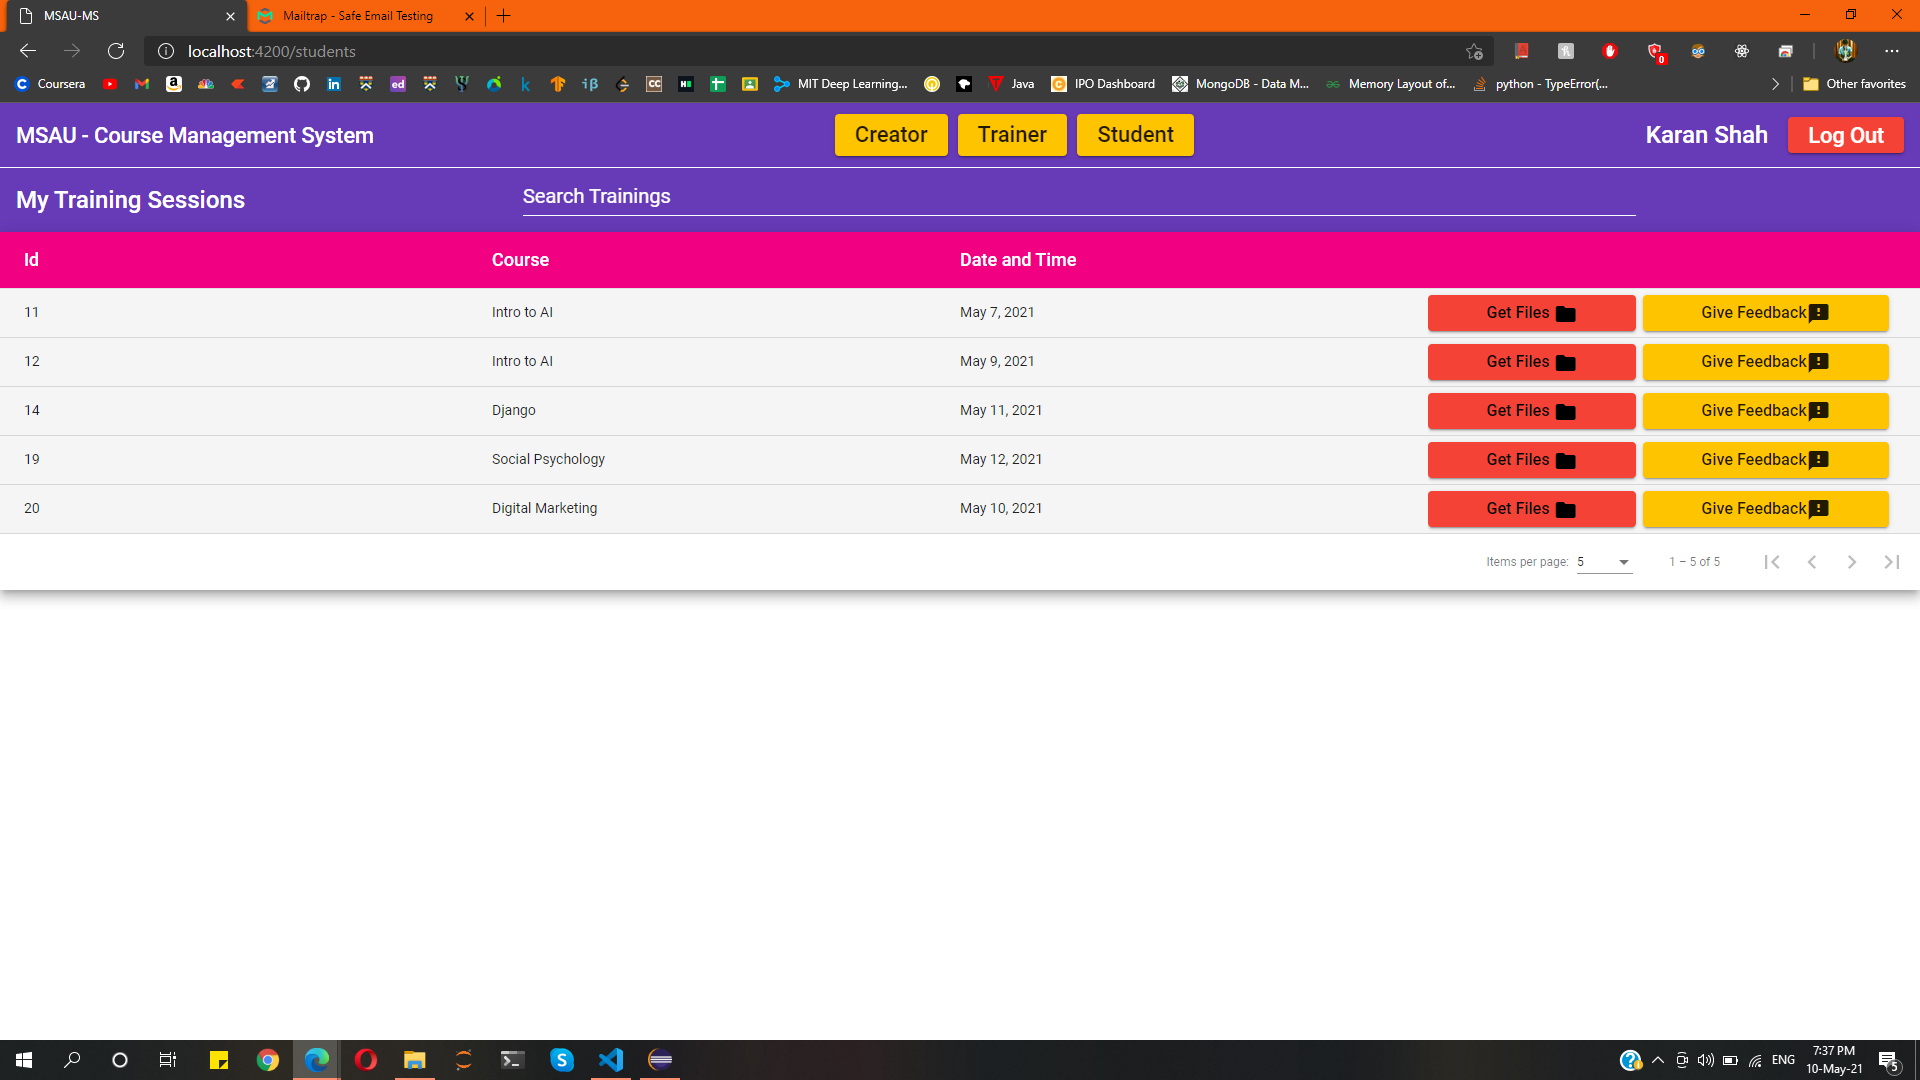 MSAU-MS
Mailtrap - Safe Email Testing
localhost:4200/students
0
Coursera
ed
k
iβ
CC
MIT Deep Learning...
Java
IPO Dashboard
MongoDB - Data M...
Memory Layout of...
python - TypeError(...
Other favorites
MSAU - Course Management System
Creator
Trainer
Student
Karan Shah
Log Out
My Training Sessions
Search Trainings
Id Course Date and Time
11 Intro to AI May 7, 2021 Get Files Give Feedback
12 Intro to AI May 9, 2021 Get Files Give Feedback
14 Django May 11, 2021 Get Files Give Feedback
19 Social Psychology May 12, 2021 Get Files Give Feedback
20 Digital Marketing May 10, 2021 Get Files Give Feedback
Items per page: 5 1 – 5 of 5
ENG
7:37 PM
10-May-21
5